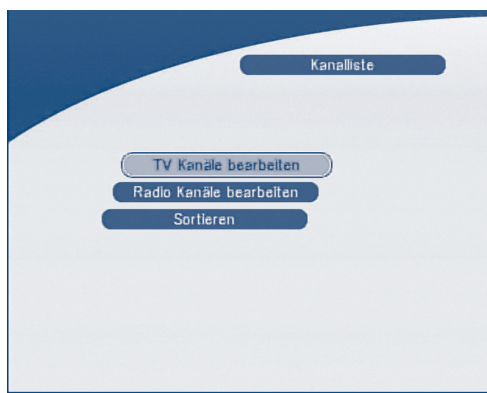 Kanalliste
TV Kanäle bearbeiten
Radio Kanäle bearbeiten
Sortieren